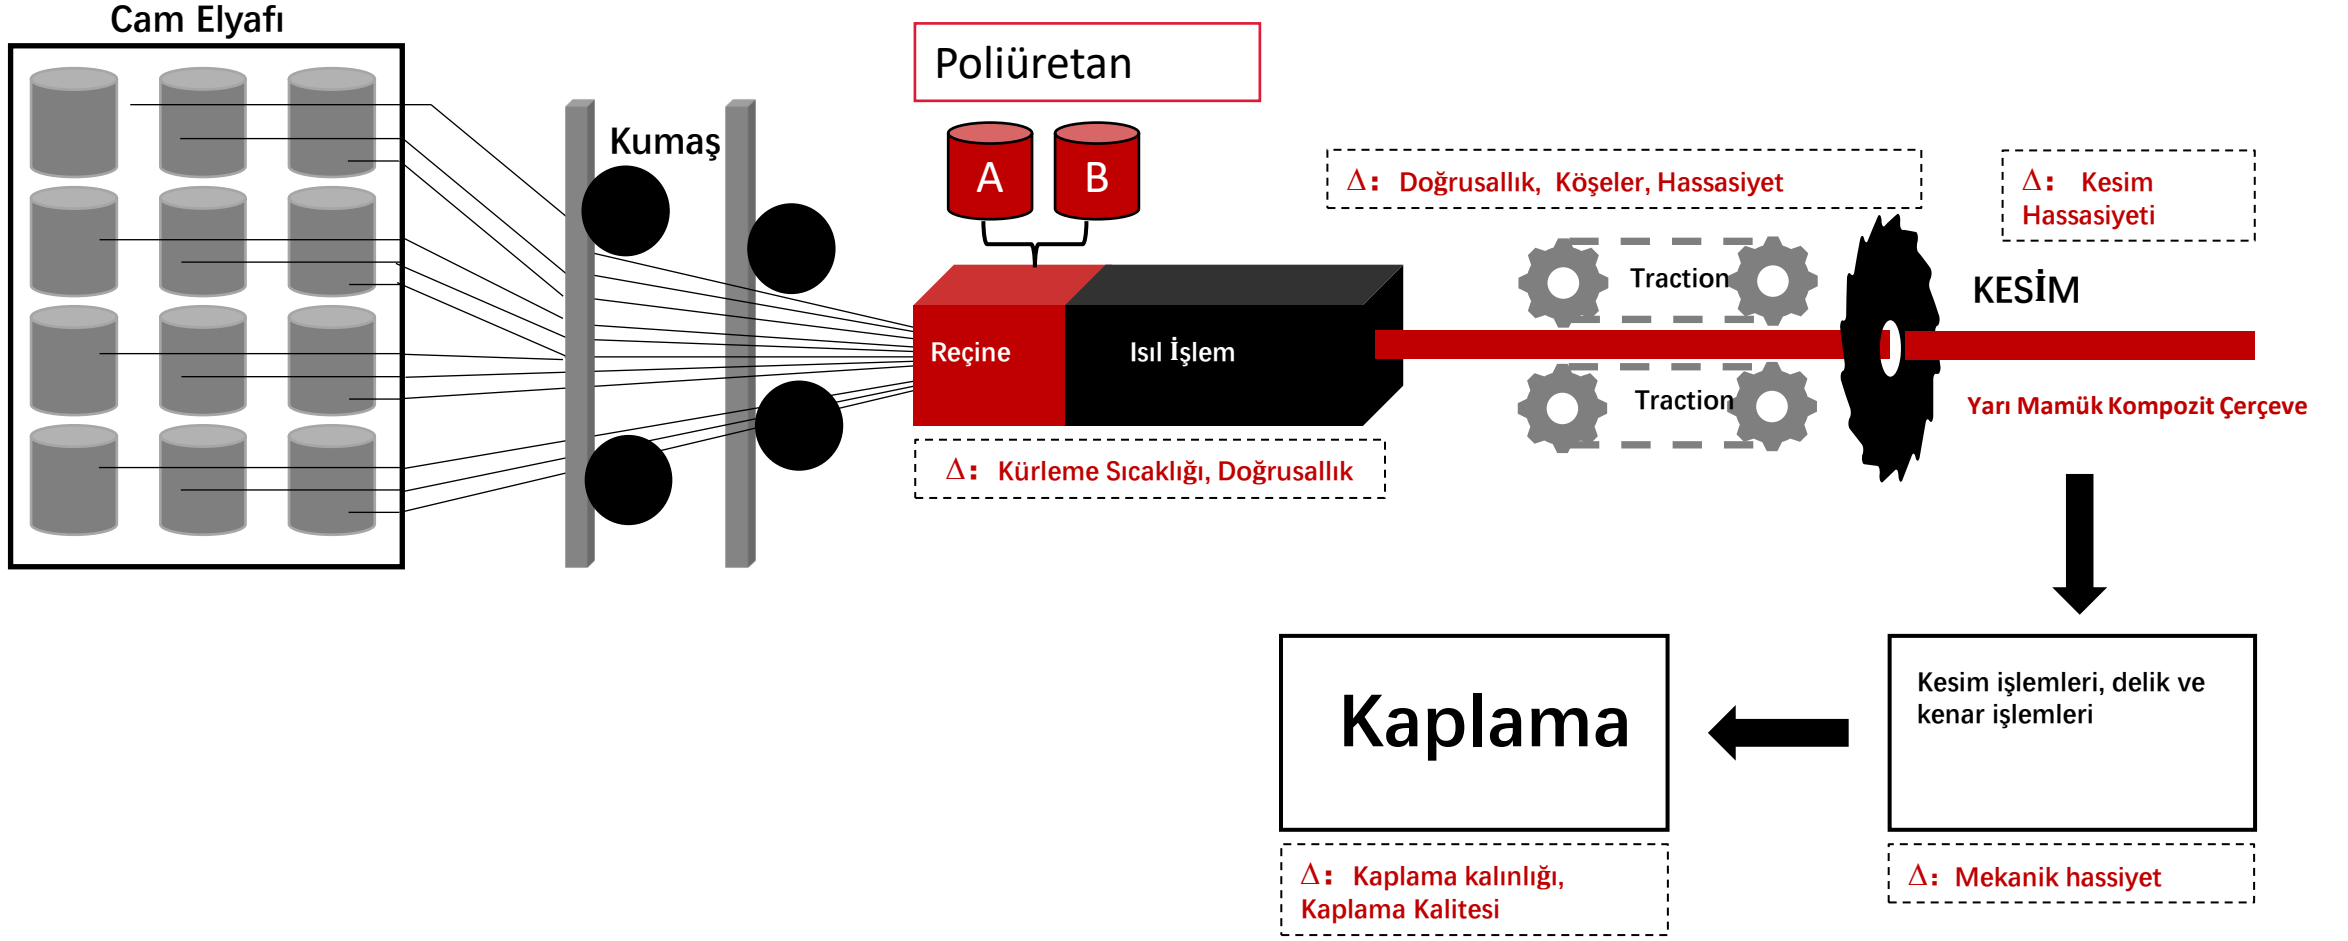 Cam Elyafı
Kumaş
Poliüretan
A
B
Reçine
Isıl İşlem
Δ: Kürleme Sıcaklığı, Doğrusallık
Δ: Doğrusallık, Köşeler, Hassasiyet
Traction
Traction
Δ: Kesim
Hassasiyeti
KESİM
Yarı Mamük Kompozit Çerçeve
Kesim işlemleri, delik ve
kenar işlemleri
Δ: Mekanik hassiyet
Kaplama
Δ: Kaplama kalınlığı,
Kaplama Kalitesi